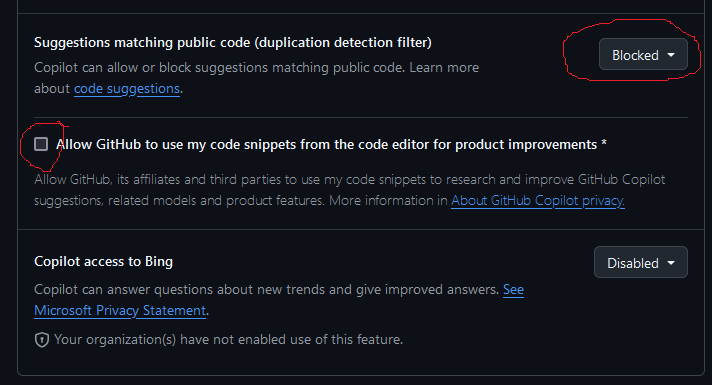 Suggestions matching public code (duplication detection filter)
Blocked
Copilot can allow or block suggestions matching public code. Learn more
about code suggestions.
Allow GitHub to use my code snippets from the code editor for product improvements *
Allow GitHub, its affiliates and third parties to use my code snippets to research and improve GitHub Copilot
suggestions, related models and product features. More information in About GitHub Copilot privacy.
Copilot access to Bing
Disabled
Copilot can answer questions about new trends and give improved answers. See
Microsoft Privacy Statement.
Your organization(s) have not enabled use of this feature.